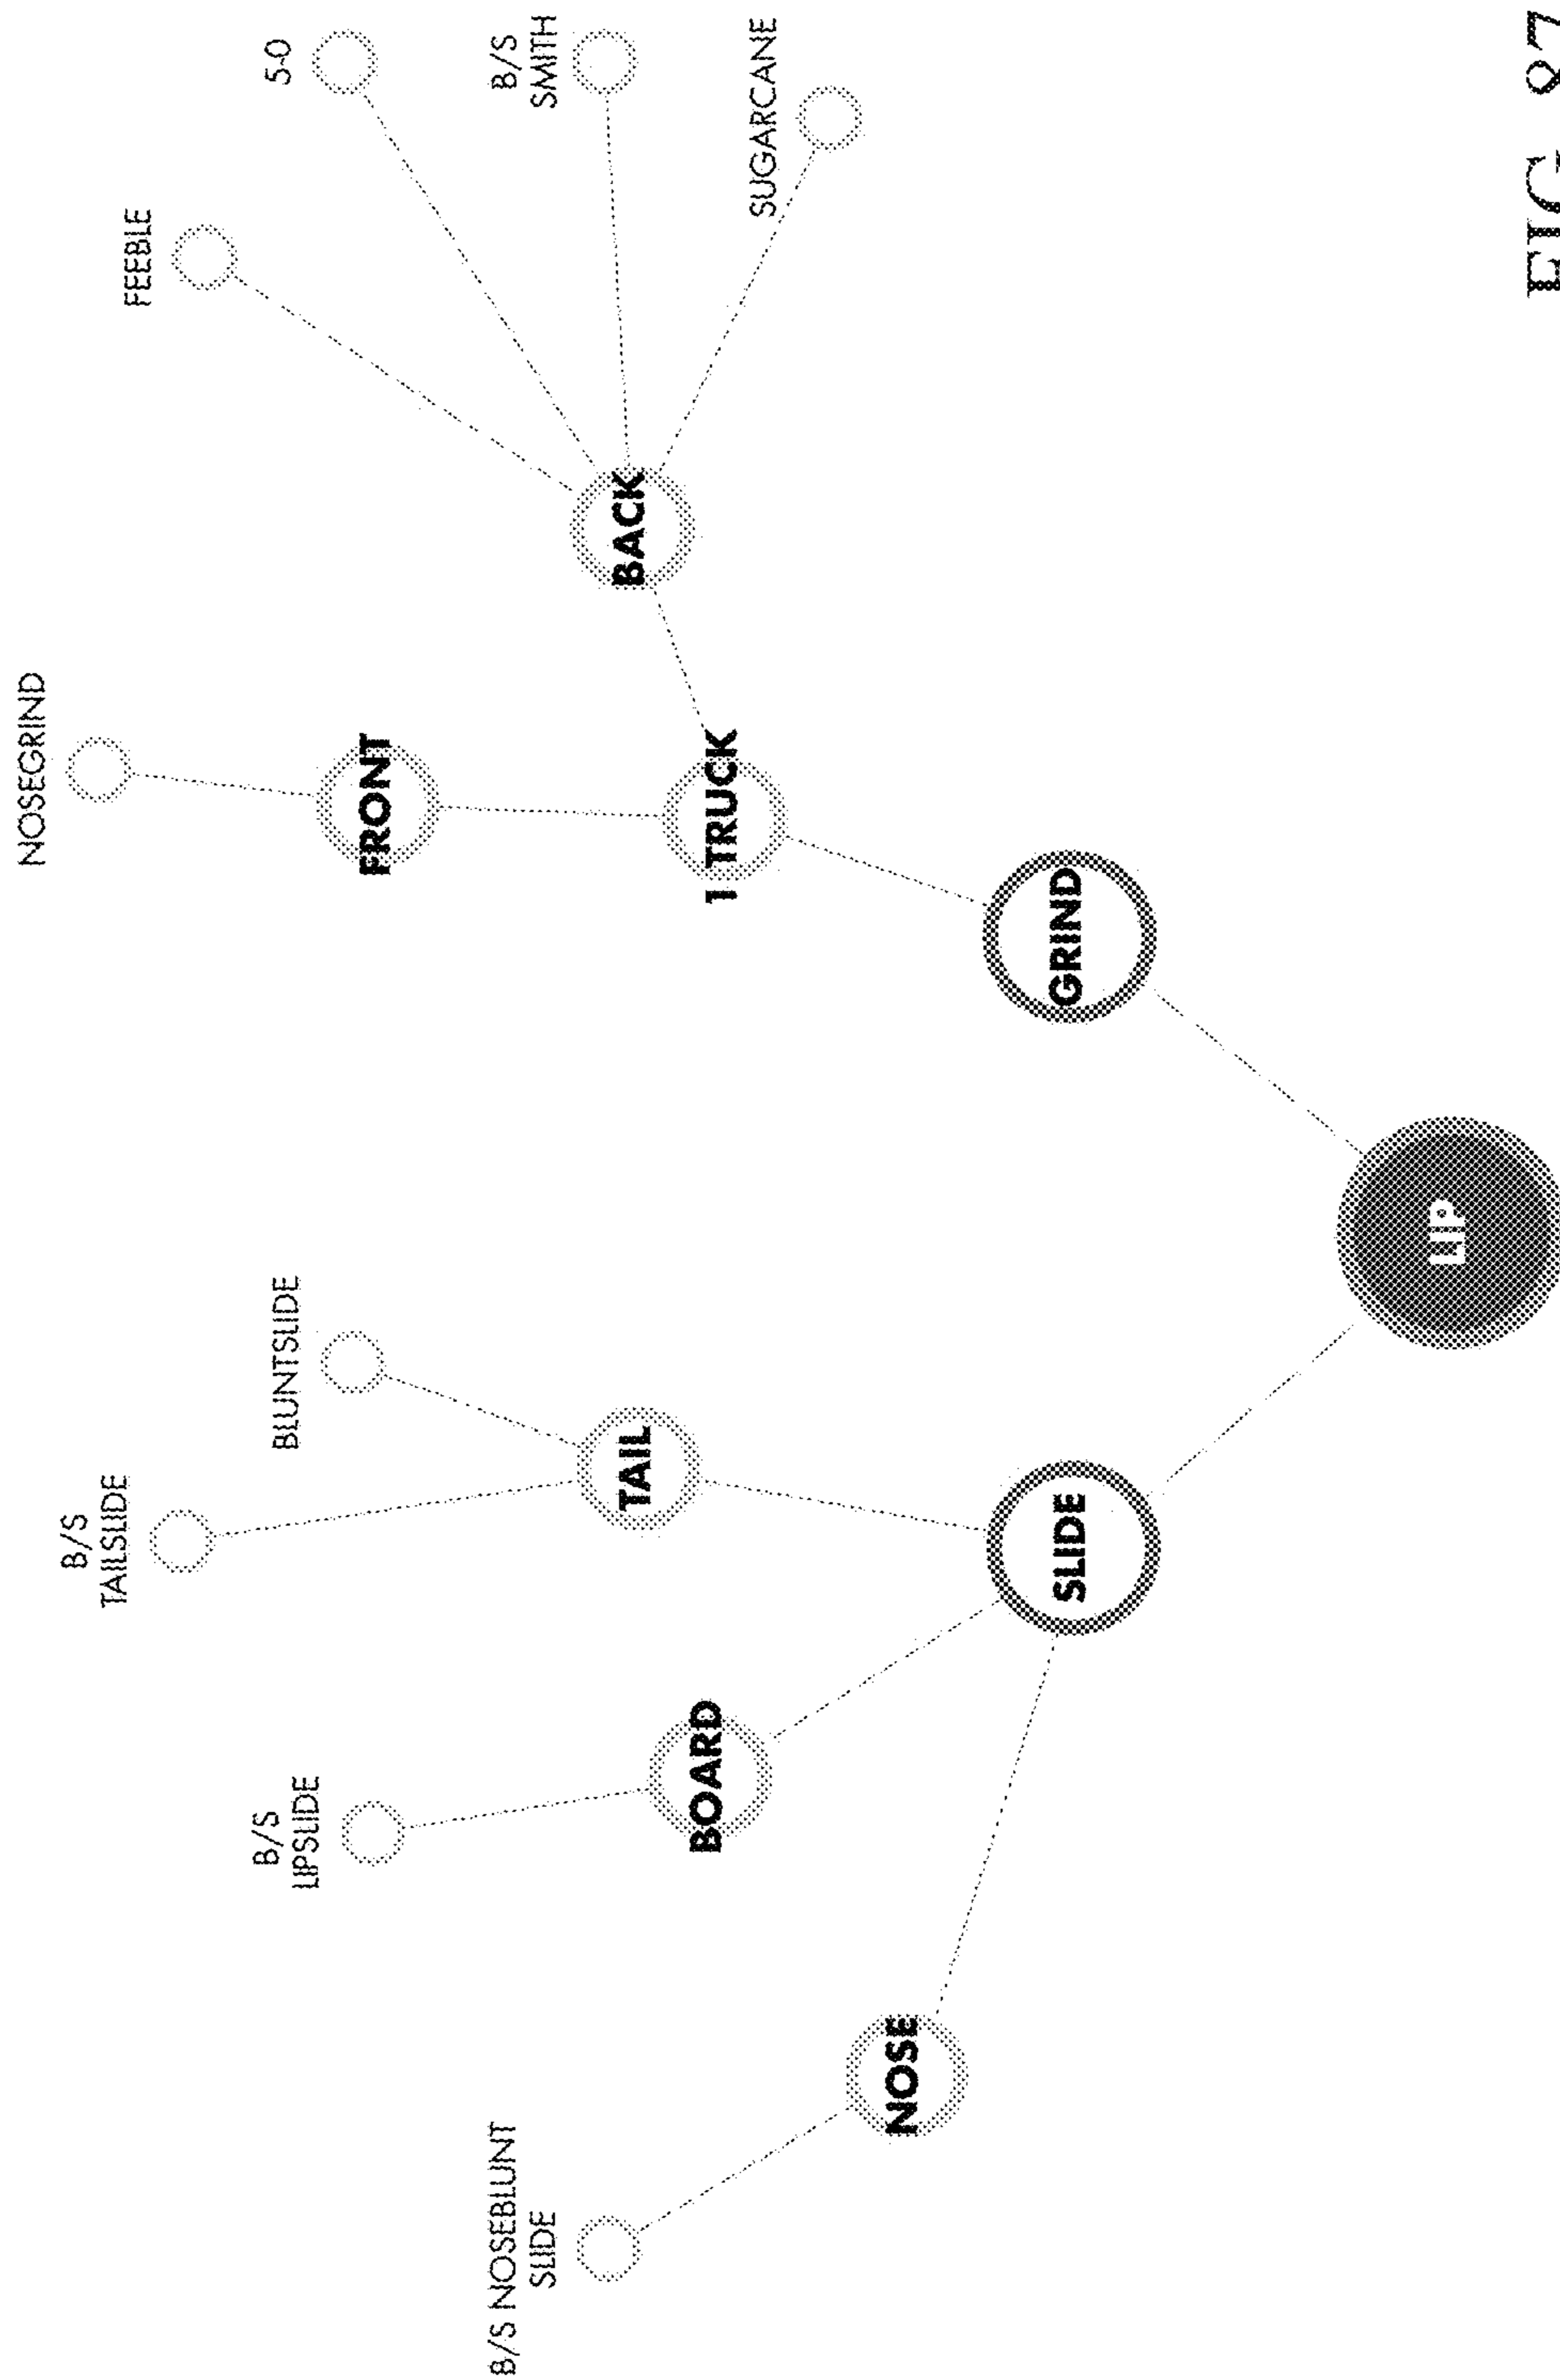 NOSEGRIND
B/S
TAILSLIDE
FEEBLE
B/S
LIPSLIDE
BLUNTSLIDE
5-0
FRONT
B/S NOSEBLUNT
SLIDE
B/S
SMITH
TAIL
BACK
BOARD
1 TRUCK
SUGARCANE
NOSE
SLIDE
GRIND
LIP
FIG. 87